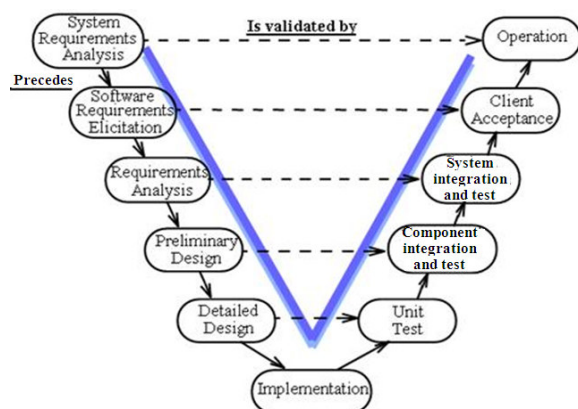 System
Requirements
Analysis
Is validated by
Operation
Precedes
Software
Requirements
Elicitation
Client
Acceptance
Requirements
Analysis
System
integration
and test
Preliminary
Design
Component
integration
and test
Detailed
Design
Unit
Test
Implementation